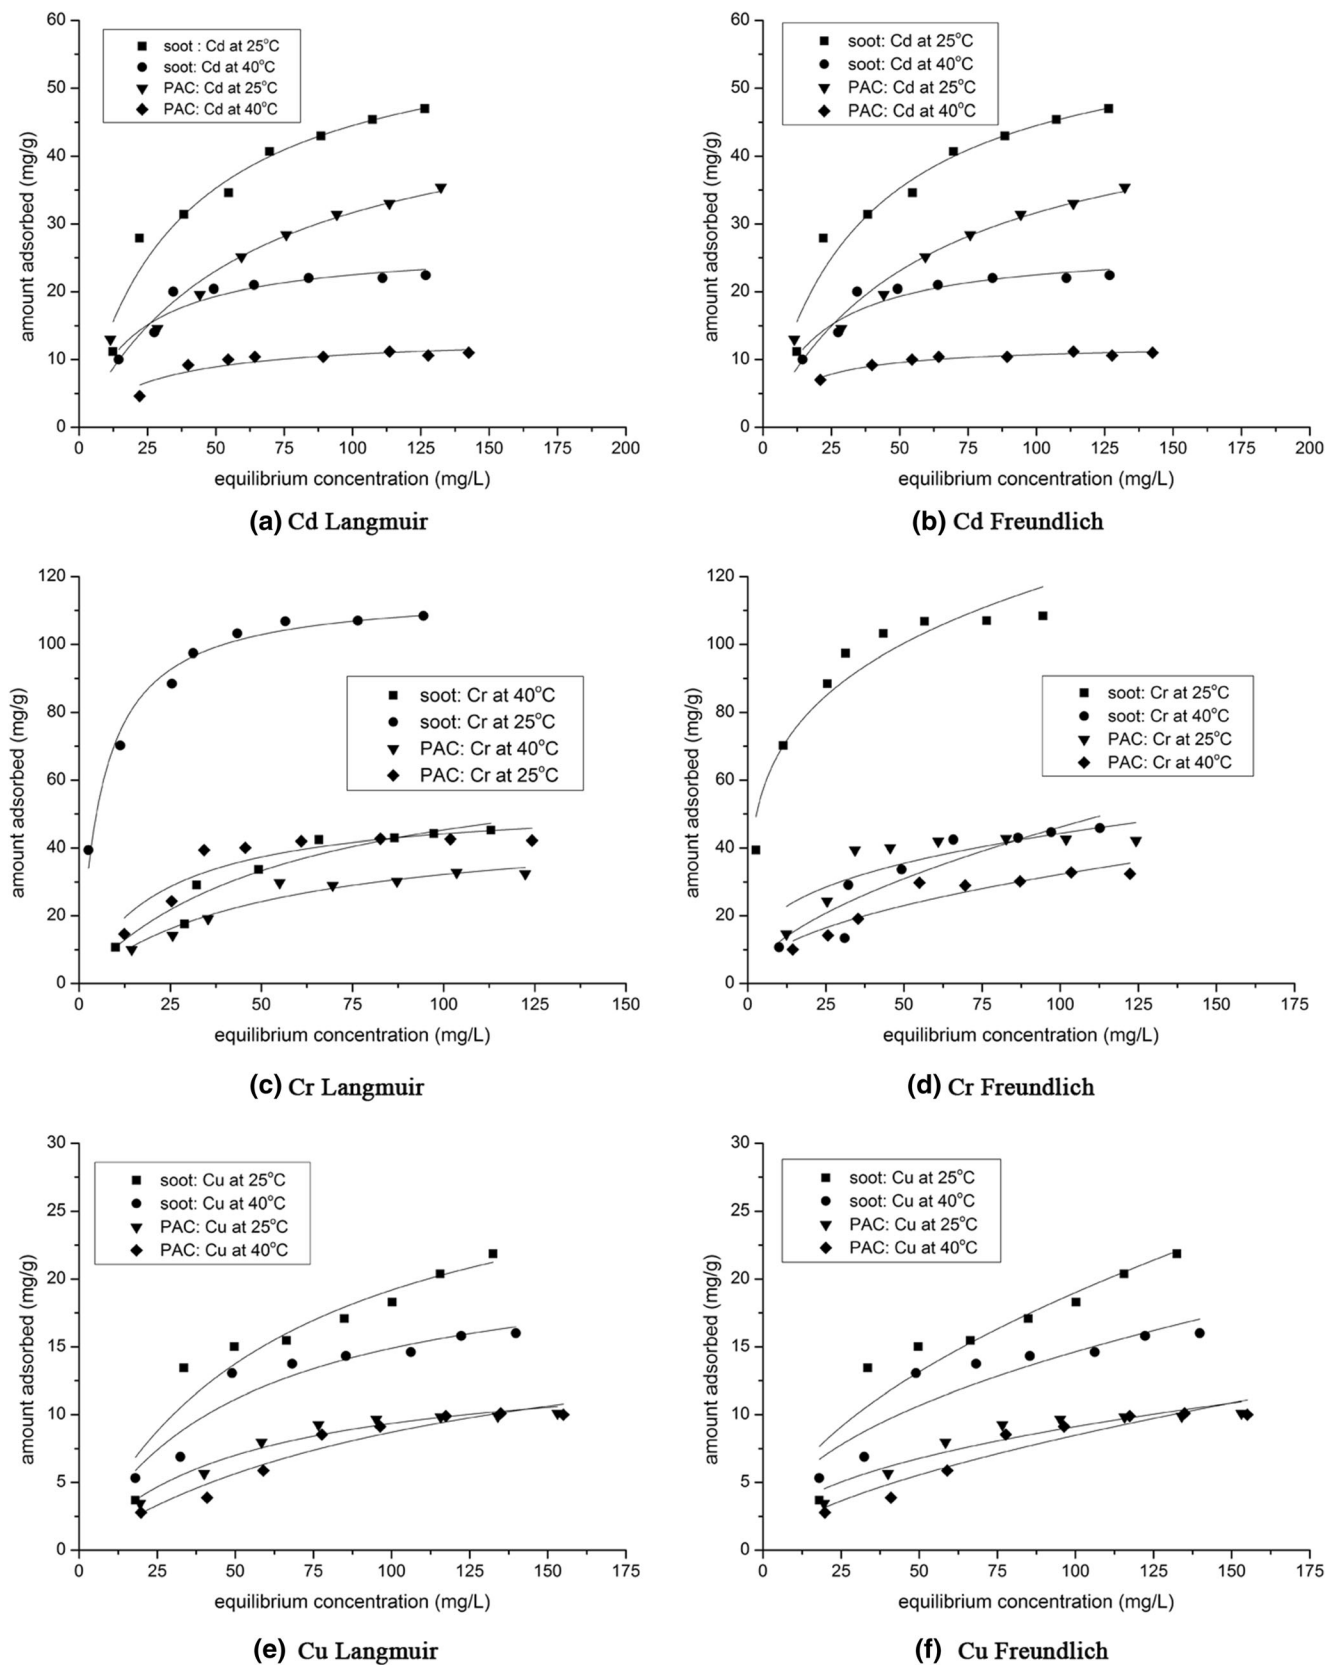 60
50
40
30
20
10
0
amount adsorbed (mg/g)
soot : Cd at 25°C
soot: Cd at 40°C
PAC: Cd at 25°C
PAC: Cd at 40°C
0 25 50 75 100 125 150 175 200
equilibrium concentration (mg/L)
(a) Cd Langmuir
60
50
40
30
20
10
0
amount adsorbed (mg/g)
soot: Cd at 25°C
soot: Cd at 40°C
PAC: Cd at 25°C
PAC: Cd at 40°C
0 25 50 75 100 125 150 175 200
equilibrium concentration (mg/L)
(b) Cd Freundlich
120
100
80
60
40
20
0
amount adsorbed (mg/g)
soot: Cr at 40°C
soot: Cr at 25°C
PAC: Cr at 40°C
PAC: Cr at 25°C
0 25 50 75 100 125 150
equilibrium concentration (mg/L)
(c) Cr Langmuir
120
100
80
60
40
20
0
amount adsorbed (mg/g)
soot: Cr at 25°C
soot: Cr at 40°C
PAC: Cr at 25°C
PAC: Cr at 40°C
0 25 50 75 100 125 150 175
equilibrium concentration (mg/L)
(d) Cr Freundlich
30
25
20
15
10
5
0
amount adsorbed (mg/g)
soot: Cu at 25°C
soot: Cu at 40°C
PAC: Cu at 25°C
PAC: Cu at 40°C
0 25 50 75 100 125 150 175
equilibrium concentration (mg/L)
(e) Cu Langmuir
30
25
20
15
10
5
0
amount adsorbed (mg/g)
soot: Cu at 25°C
soot: Cu at 40°C
PAC: Cu at 25°C
PAC: Cu at 40°C
0 25 50 75 100 125 150 175
equilibrium concentration (mg/L)
(f) Cu Freundlich